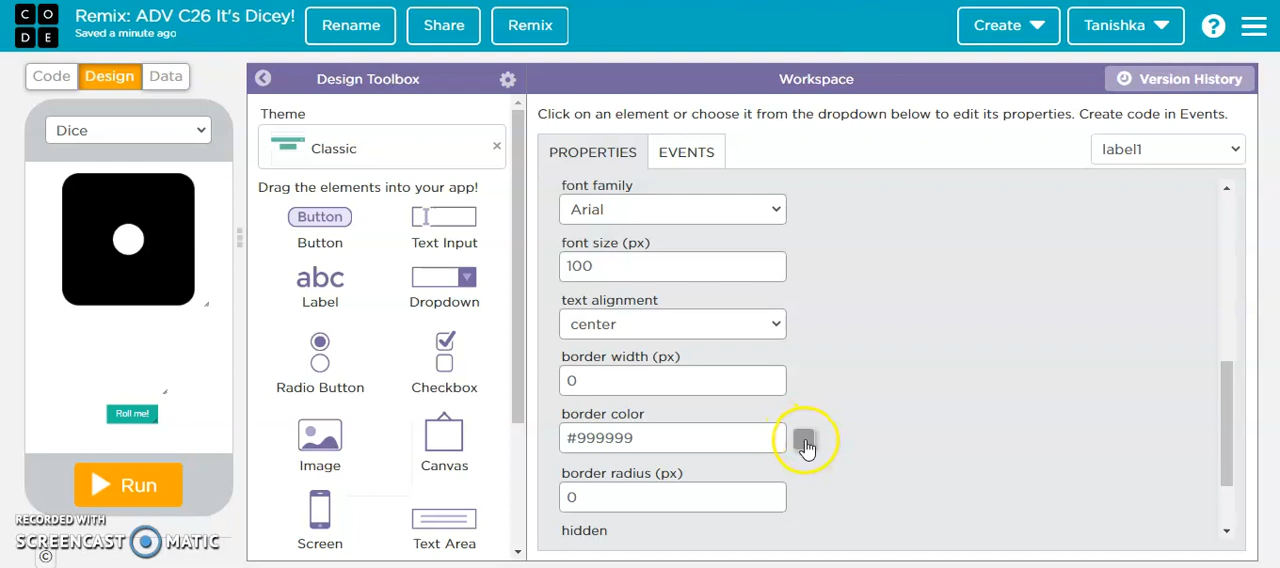 CO
DE
Remix: ADV C26 It's Dicey!
Saved a minute ago
Rename
Share
Remix
Create
Tanishka
?
Code
Design
Data
Dice
Roll me!
Run
RECORDED WITH
SCREENCAST MATIC
©
Design Toolbox
Theme
Classic
×
Drag the elements into your app!
Button
Button
Text Input
abc
Label
Dropdown
Radio Button
Checkbox
Image
Canvas
Screen
Text Area
Workspace
Version History
Click on an element or choose it from the dropdown below to edit its properties. Create code in Events.
PROPERTIES
EVENTS
label1
font family
Arial
font size (px)
100
text alignment
center
border width (px)
0
border color
#999999
border radius (px)
0
hidden